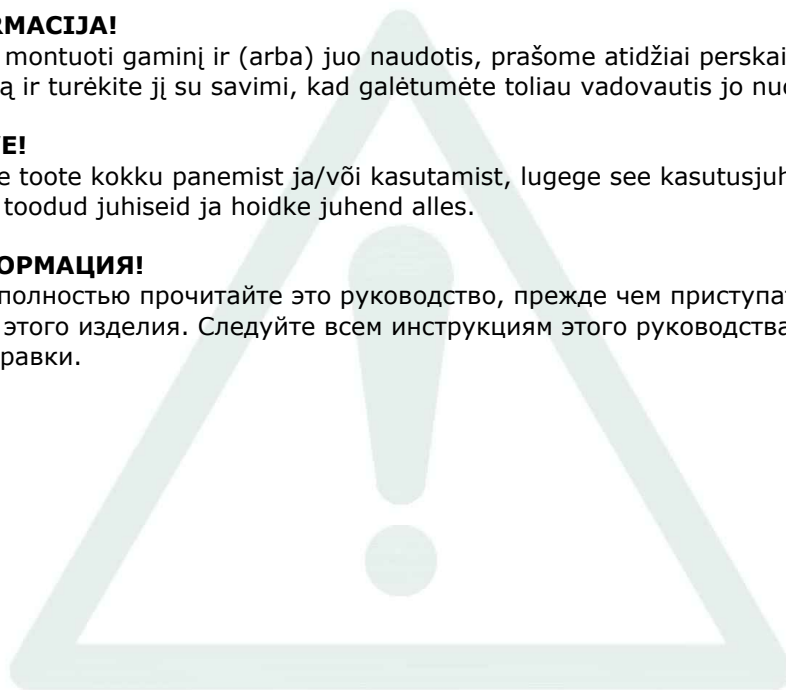 RMACIJA!
montuoti gaminį ir (arba) juo naudotis, prašome atidžiai perskai
ą ir turėkite jį su savimi, kad galėtumėte toliau vadovautis jo nu
E!
e toote kokku panemist ja/või kasutamist, lugege see kasutusju
toodud juhiseid ja hoidke juhend alles.
ОРМАЦИЯ!
полностью прочитайте это руководство, прежде чем приступа
этого изделия. Следуйте всем инструкциям этого руководства
равки.